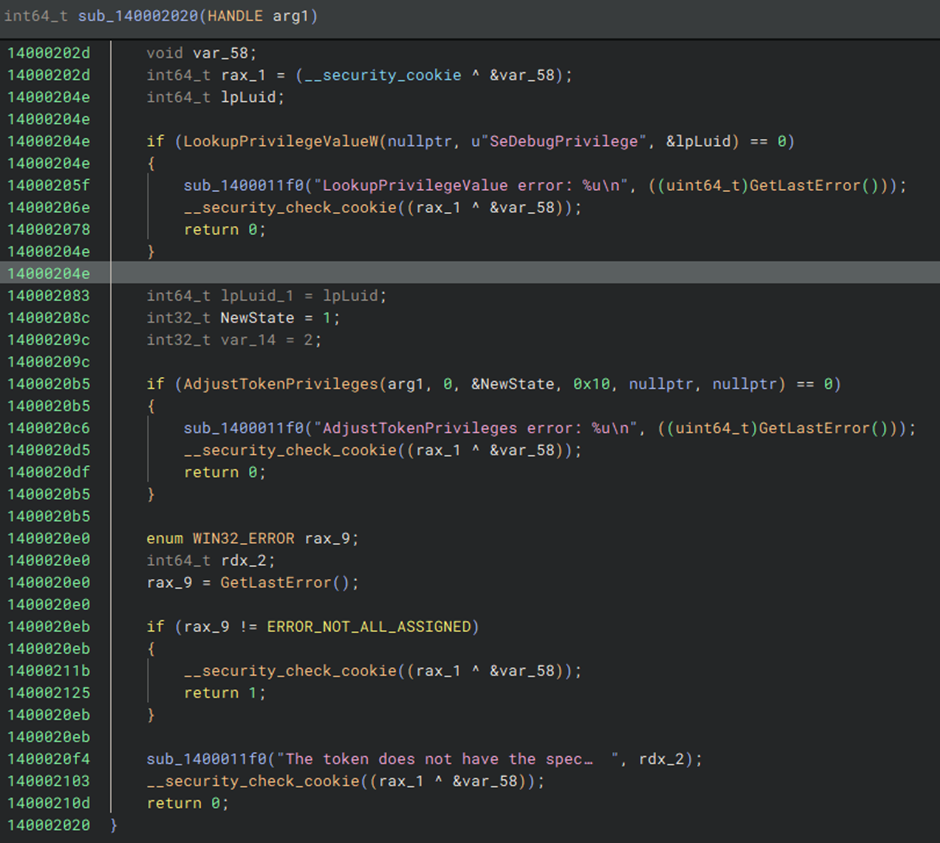 int64_t sub_140002020(HANDLE arg1)
14000202d void var_58;
14000202d int64_t rax_1 = (__security_cookie ^ &var_58);
14000204e int64_t lpLuid;
14000204e
14000204e if (LookupPrivilegeValueW(nullptr, u"SeDebugPrivilege", &lpLuid) == 0)
14000204e {
14000205f sub_1400011f0("LookupPrivilegeValue error: %u\n", ((uint64_t)GetLastError()));
14000206e __security_check_cookie((rax_1 ^ &var_58));
140002078 return 0;
14000204e }
14000204e
140002083 int64_t lpLuid_1 = lpLuid;
14000208c int32_t NewState = 1;
14000209c int32_t var_14 = 2;
14000209c
1400020b5 if (AdjustTokenPrivileges(arg1, 0, &NewState, 0x10, nullptr, nullptr) == 0)
1400020b5 {
1400020c6 sub_1400011f0("AdjustTokenPrivileges error: %u\n", ((uint64_t)GetLastError()));
1400020d5 __security_check_cookie((rax_1 ^ &var_58));
1400020df return 0;
1400020b5 }
1400020b5
1400020e0 enum WIN32_ERROR rax_9;
1400020e0 int64_t rdx_2;
1400020e0 rax_9 = GetLastError();
1400020e0
1400020eb if (rax_9 != ERROR_NOT_ALL_ASSIGNED)
1400020eb {
14000211b __security_check_cookie((rax_1 ^ &var_58));
140002125 return 1;
1400020eb }
1400020eb
1400020f4 sub_1400011f0("The token does not have the spec… ", rdx_2);
140002103 __security_check_cookie((rax_1 ^ &var_58));
14000210d return 0;
140002020 }